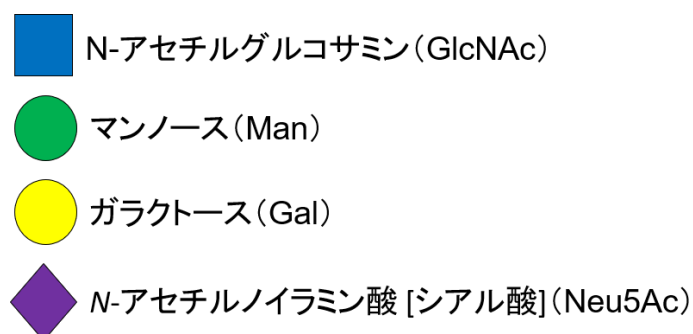 N-アセチルグルコサミン（GlcNAc）
マンノース（Man）
ガラクトース（Gal）
N-アセチルノイラミン酸 [シアル酸]（Neu5Ac）